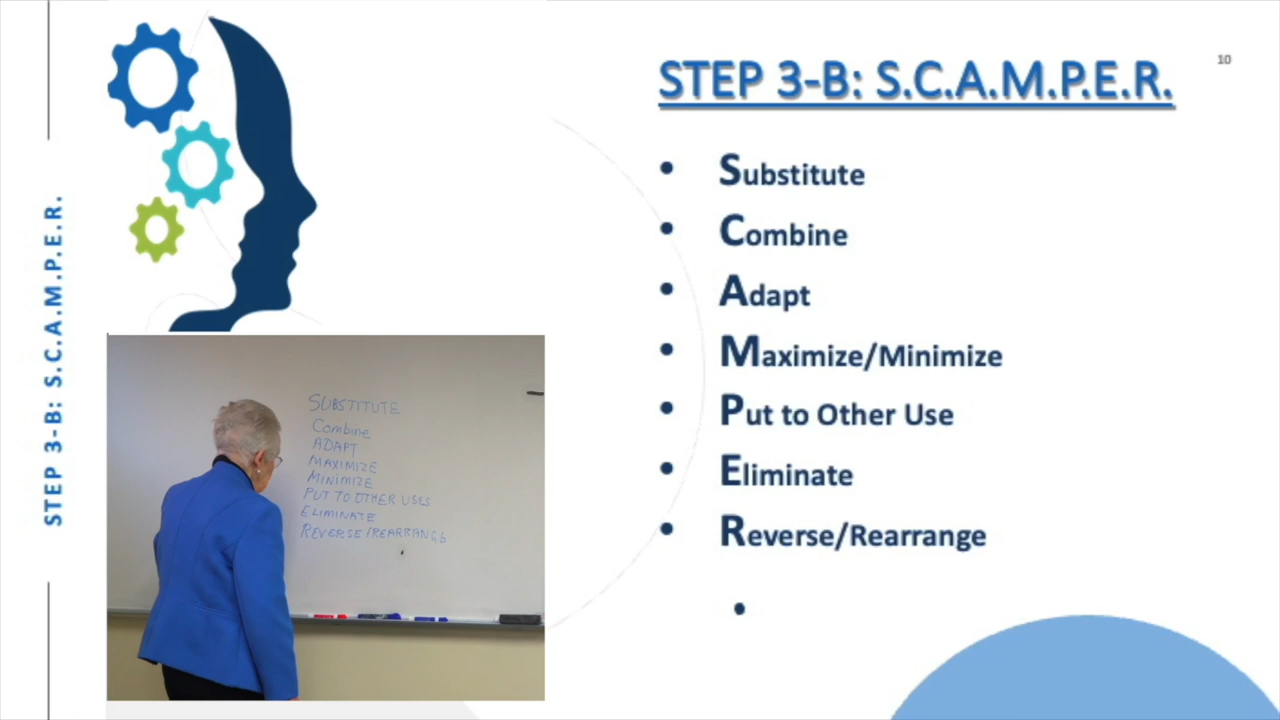 STEP 3-B: S.C.A.M.P.E.R.
10
STEP 3-B: S.C.A.M.P.E.R.
• Substitute
• Combine
• Adapt
• Maximize/Minimize
• Put to Other Use
• Eliminate
• Reverse/Rearrange
•
SUBSTITUTE
Combine
ADAPT
MAXIMIZE
MINIMIZE
PUT TO OTHER USES
ELIMINATE
REVERSE/REARRANGE